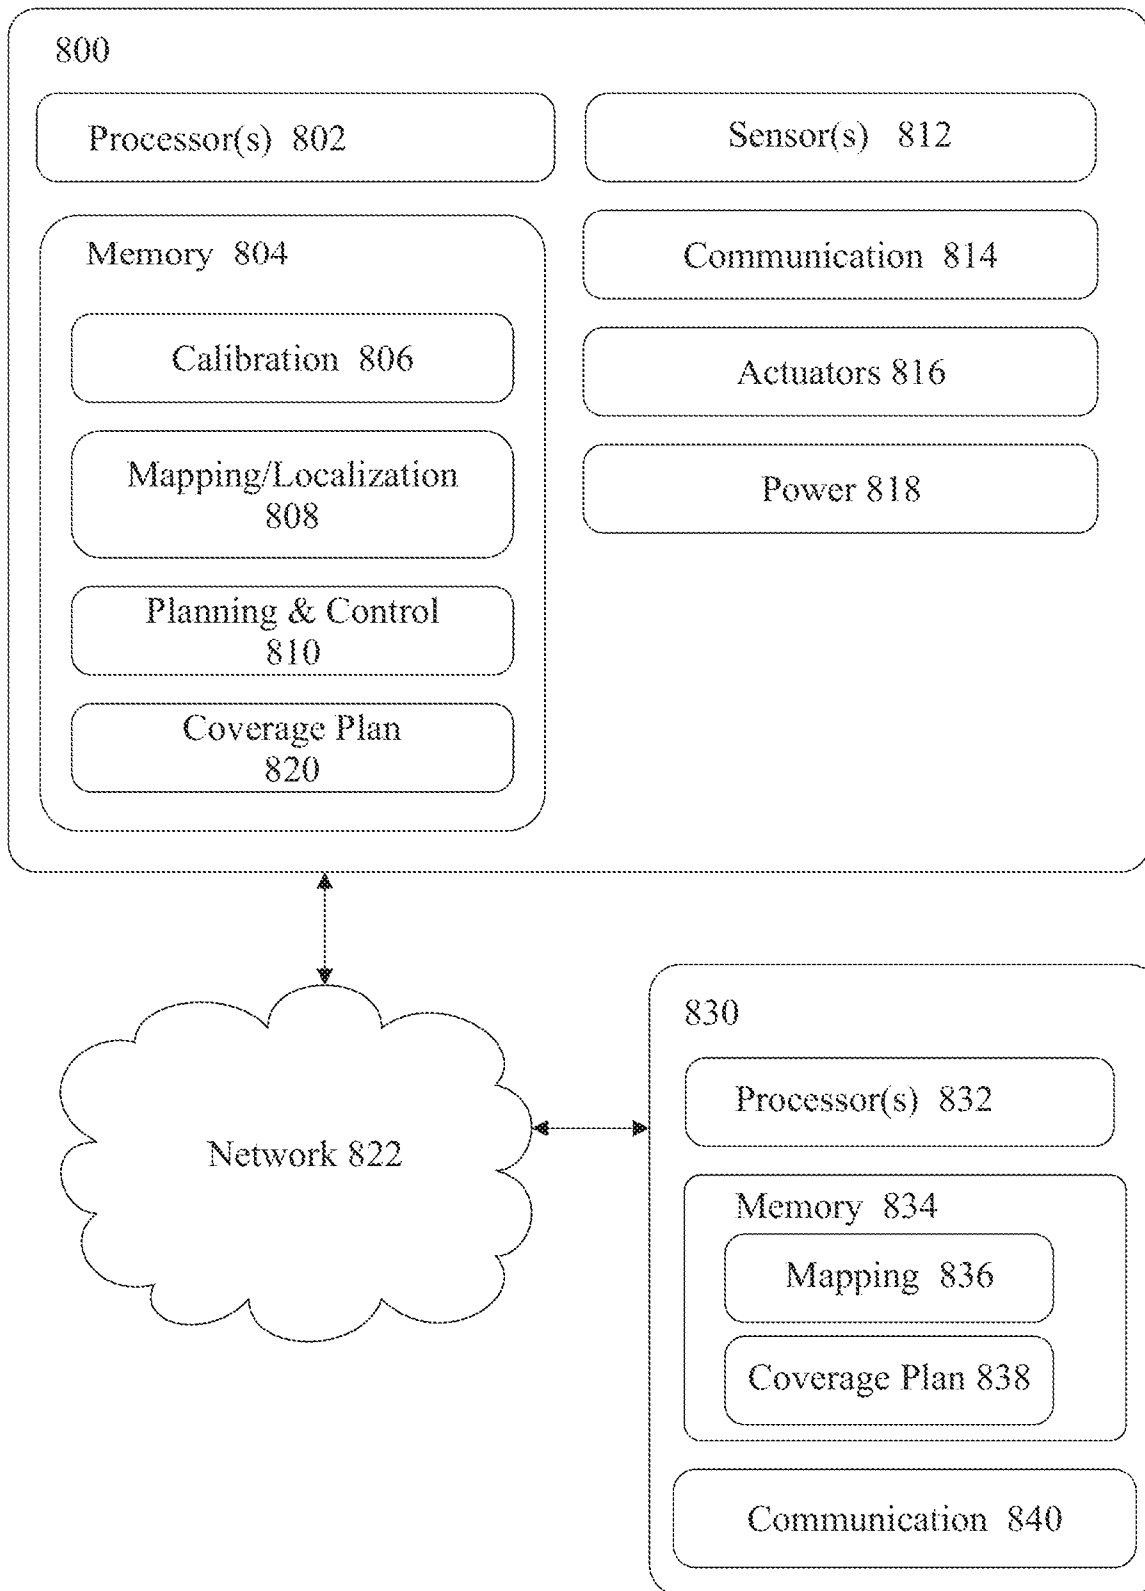 800
Processor(s) 802
Sensor(s) 812
Memory 804
Communication 814
Calibration 806
Actuators 816
Mapping/Localization
808
Power 818
Planning & Control
810
Coverage Plan
820
830
Processor(s) 832
Network 822
Memory 834
Mapping 836
Coverage Plan 838
Communication 840